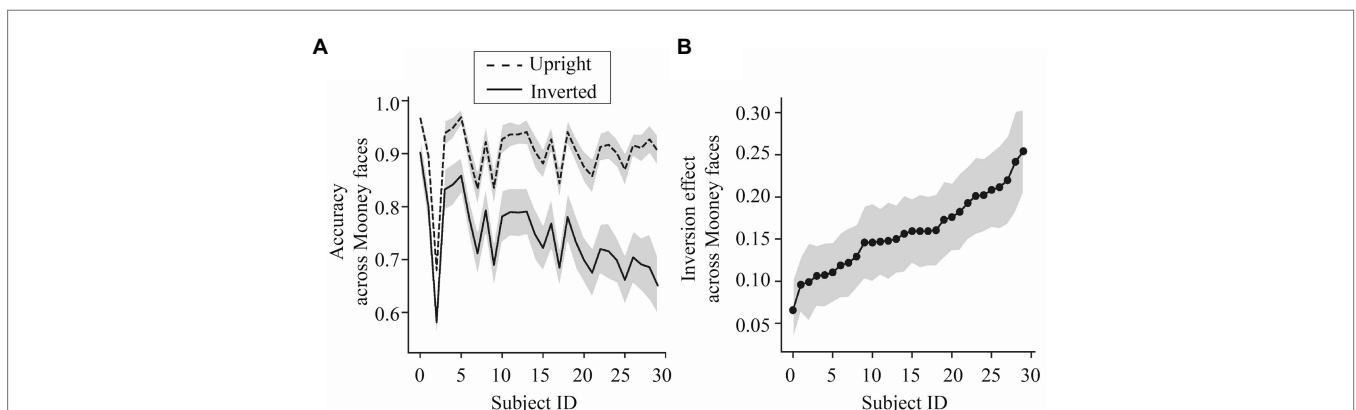 A
Upright
Inverted
1.0
0.9
0.8
0.7
0.6
Accuracy
across Mooney faces
0 5 10 15 20 25 30
Subject ID
B
0.30
0.25
0.20
0.15
0.10
0.05
Inversion effect
across Mooney faces
0 5 10 15 20 25 30
Subject ID